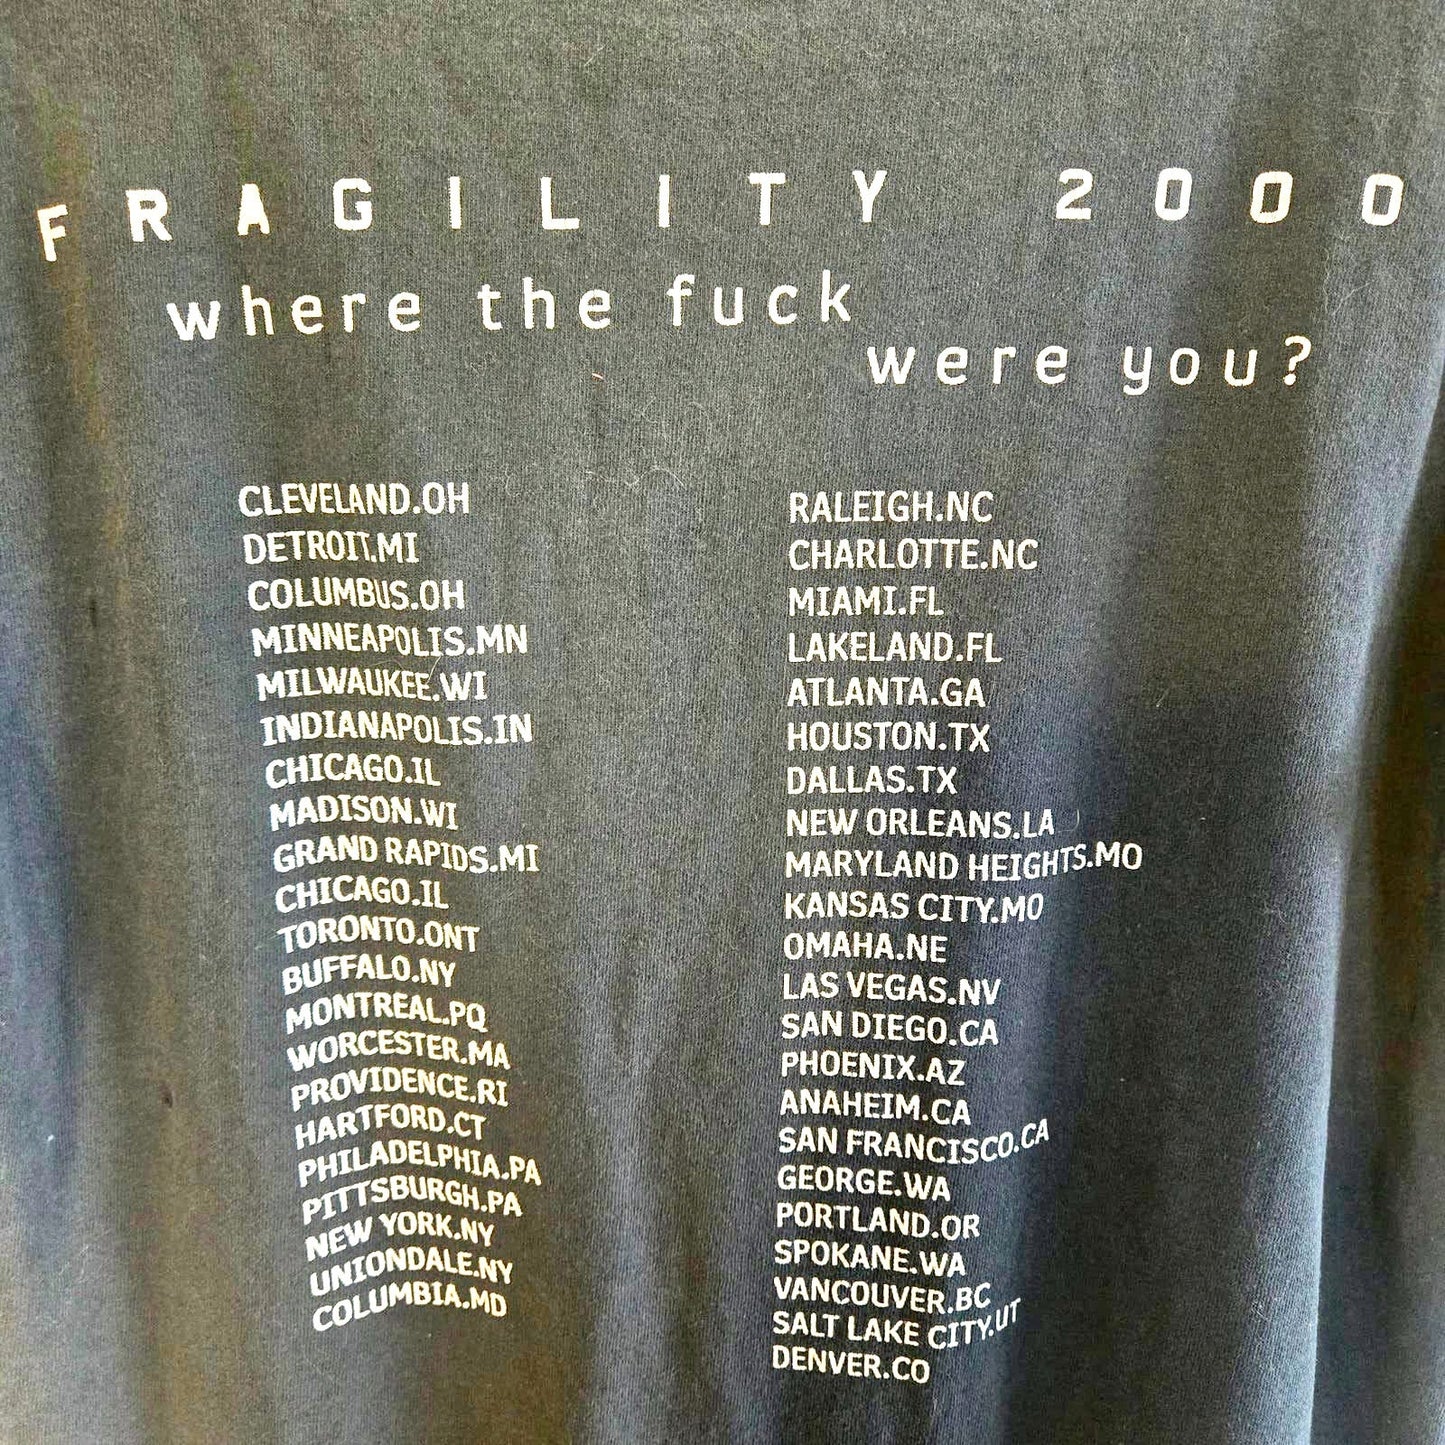 FRAGILITY 2000
where the fuck
were you?
CLEVELAND.OH
DETROIT.MI
COLUMBUS.OH
MINNEAPOLIS.MN
MILWAUKEE.WI
INDIANAPOLIS.IN
CHICAGO.IL
MADISON.WI
GRAND RAPIDS.MI
CHICAGO.IL
TORONTO.ONT
BUFFALO.NY
MONTREAL.PQ
WORCESTER.MA
PROVIDENCE.RI
HARTFORD.CT
PHILADELPHIA.PA
PITTSBURGH.PA
NEW YORK.NY
UNIONDALE.NY
COLUMBIA.MD
RALEIGH.NC
CHARLOTTE.NC
MIAMI.FL
LAKELAND.FL
ATLANTA.GA
HOUSTON.TX
DALLAS.TX
NEW ORLEANS.LA
MARYLAND HEIGHTS.MO
KANSAS CITY.MO
OMAHA.NE
LAS VEGAS.NV
SAN DIEGO.CA
PHOENIX.AZ
ANAHEIM.CA
SAN FRANCISCO.CA
GEORGE.WA
PORTLAND.OR
SPOKANE.WA
VANCOUVER.BC
SALT LAKE CITY.UT
DENVER.CO